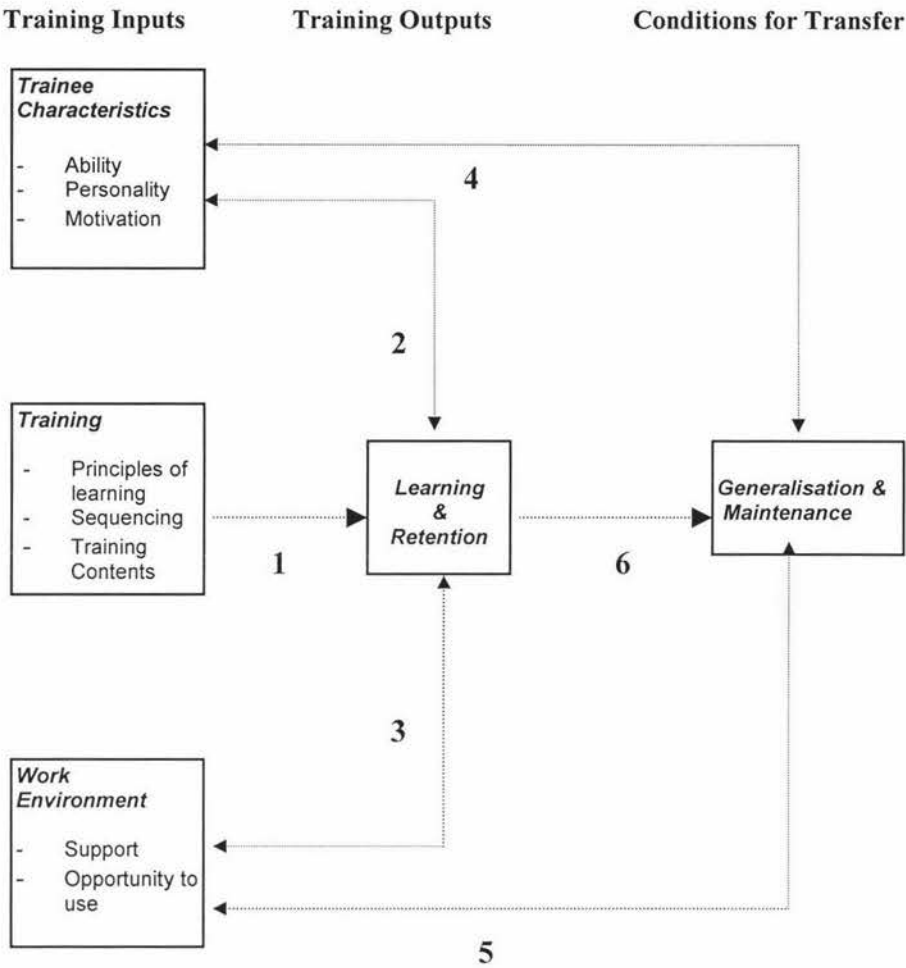 Training Inputs Training Outputs Conditions for Transfer
Trainee
Characteristics
- Ability
- Personality
- Motivation
4
2
Training
- Principles of
learning
- Sequencing
- Training
Contents
1
Learning
&
Retention
6
Generalisation &
Maintenance
3
Work
Environment
- Support
- Opportunity to
use
5